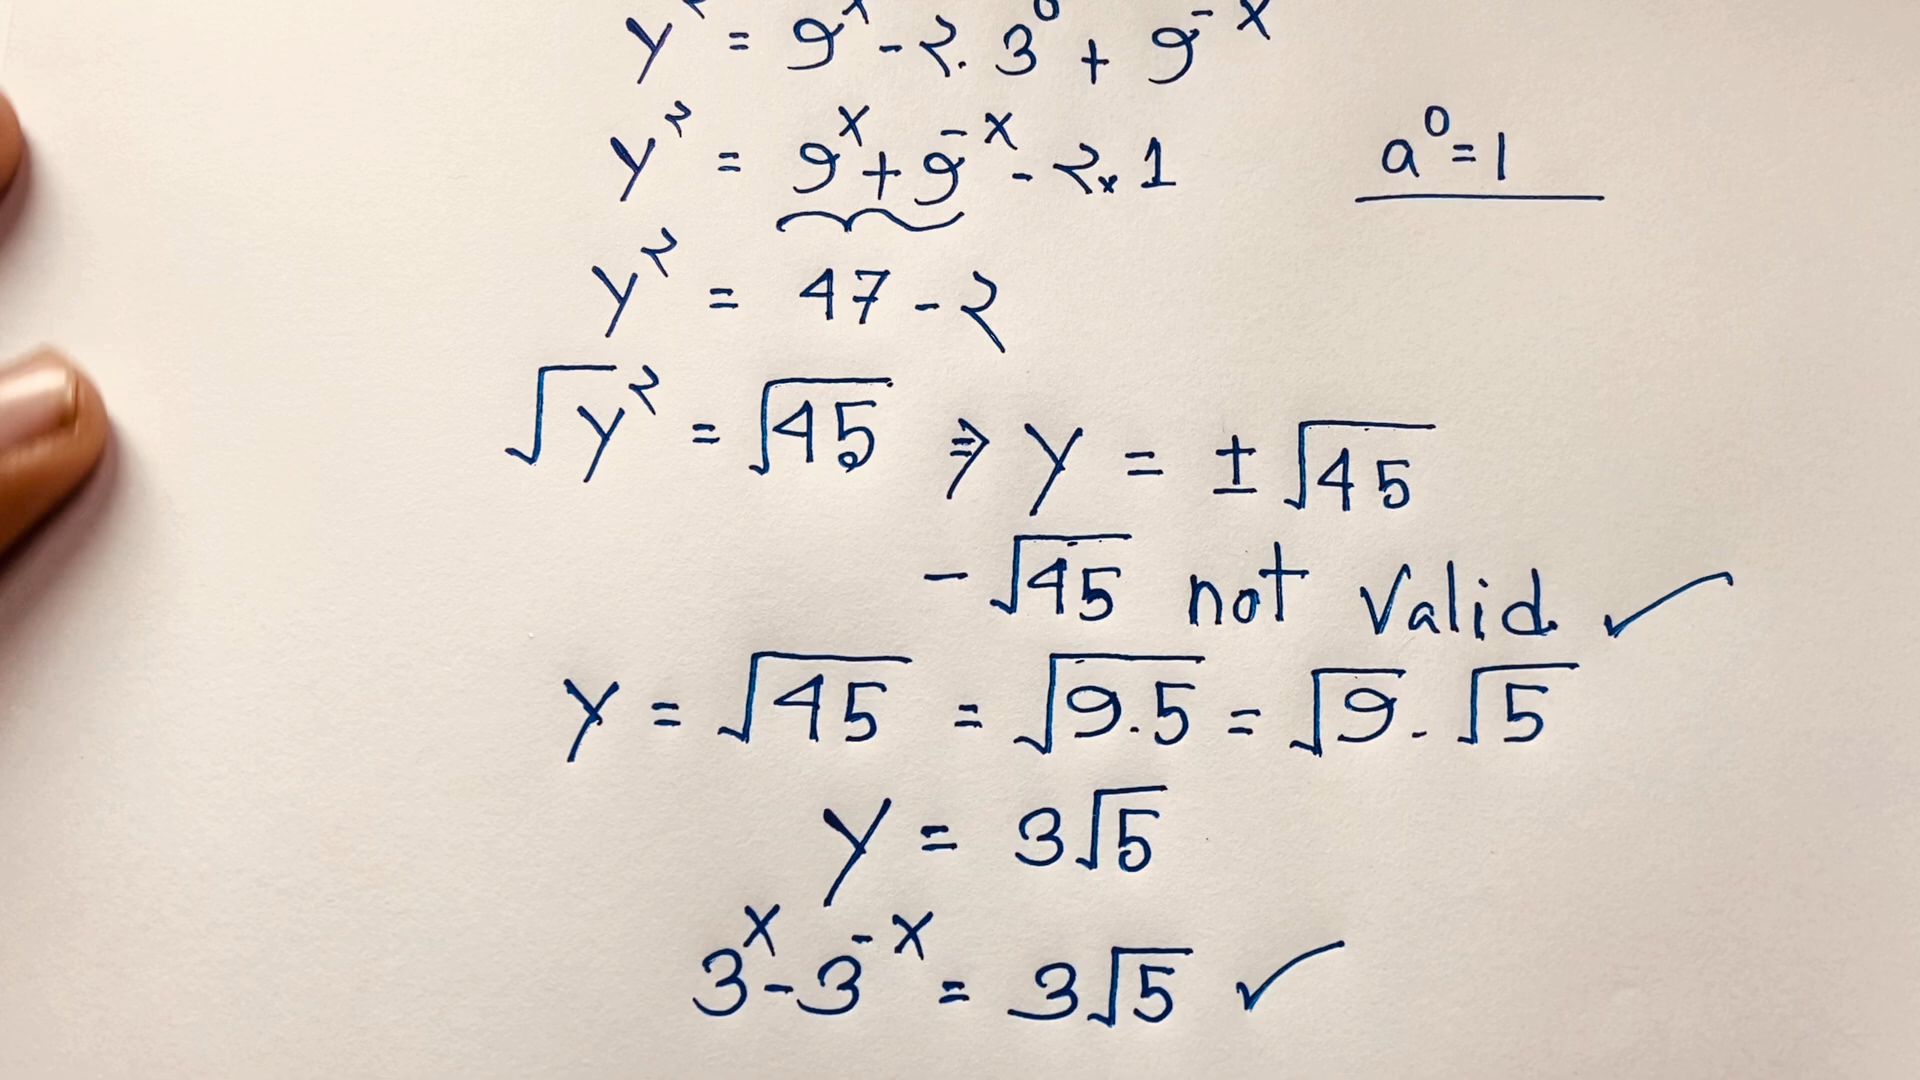 y² = 9ˣ - 2. 3⁰ + 9⁻ˣ
y² = 9ˣ + 9⁻ˣ - 2 × 1
a⁰ = 1
y² = 47 - 2
√y² = √45 ⇒ y = ± √45
- √45 not valid ✓
y = √45 = √9.5 = √9 . √5
y = 3√5
3ˣ - 3⁻ˣ = 3√5 ✓